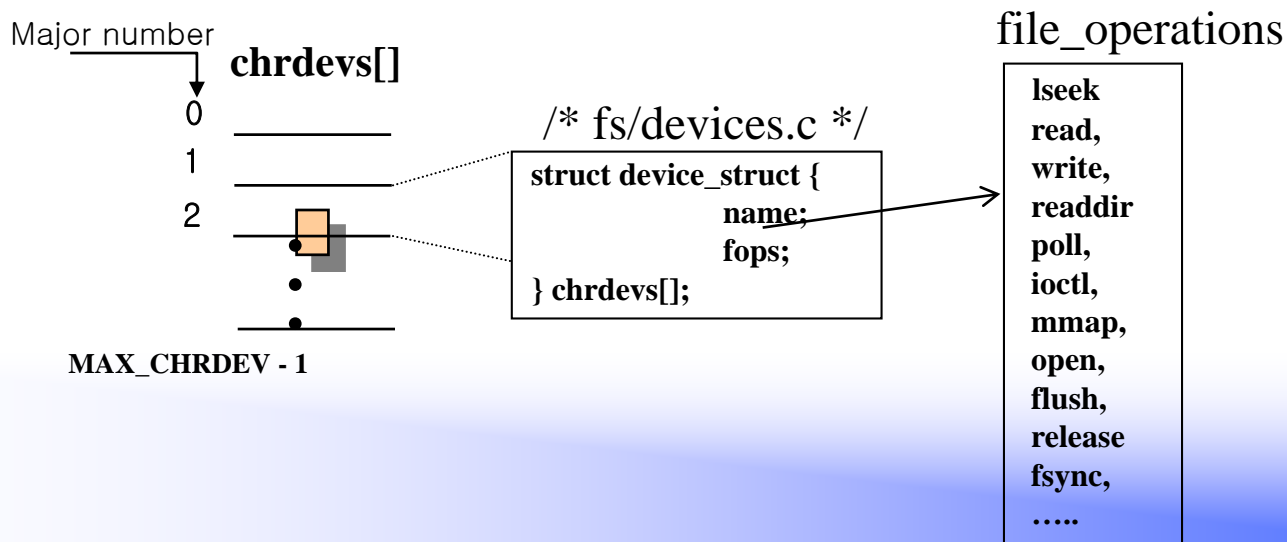 Major number
chrdevs[]
0
1
2
MAX_CHRDEV - 1
/* fs/devices.c */
struct device_struct {
name;
fops;
} chrdevs[];
file_operations
lseek
read,
write,
readdir
poll,
ioctl,
mmap,
open,
flush,
release
fsync,
…..